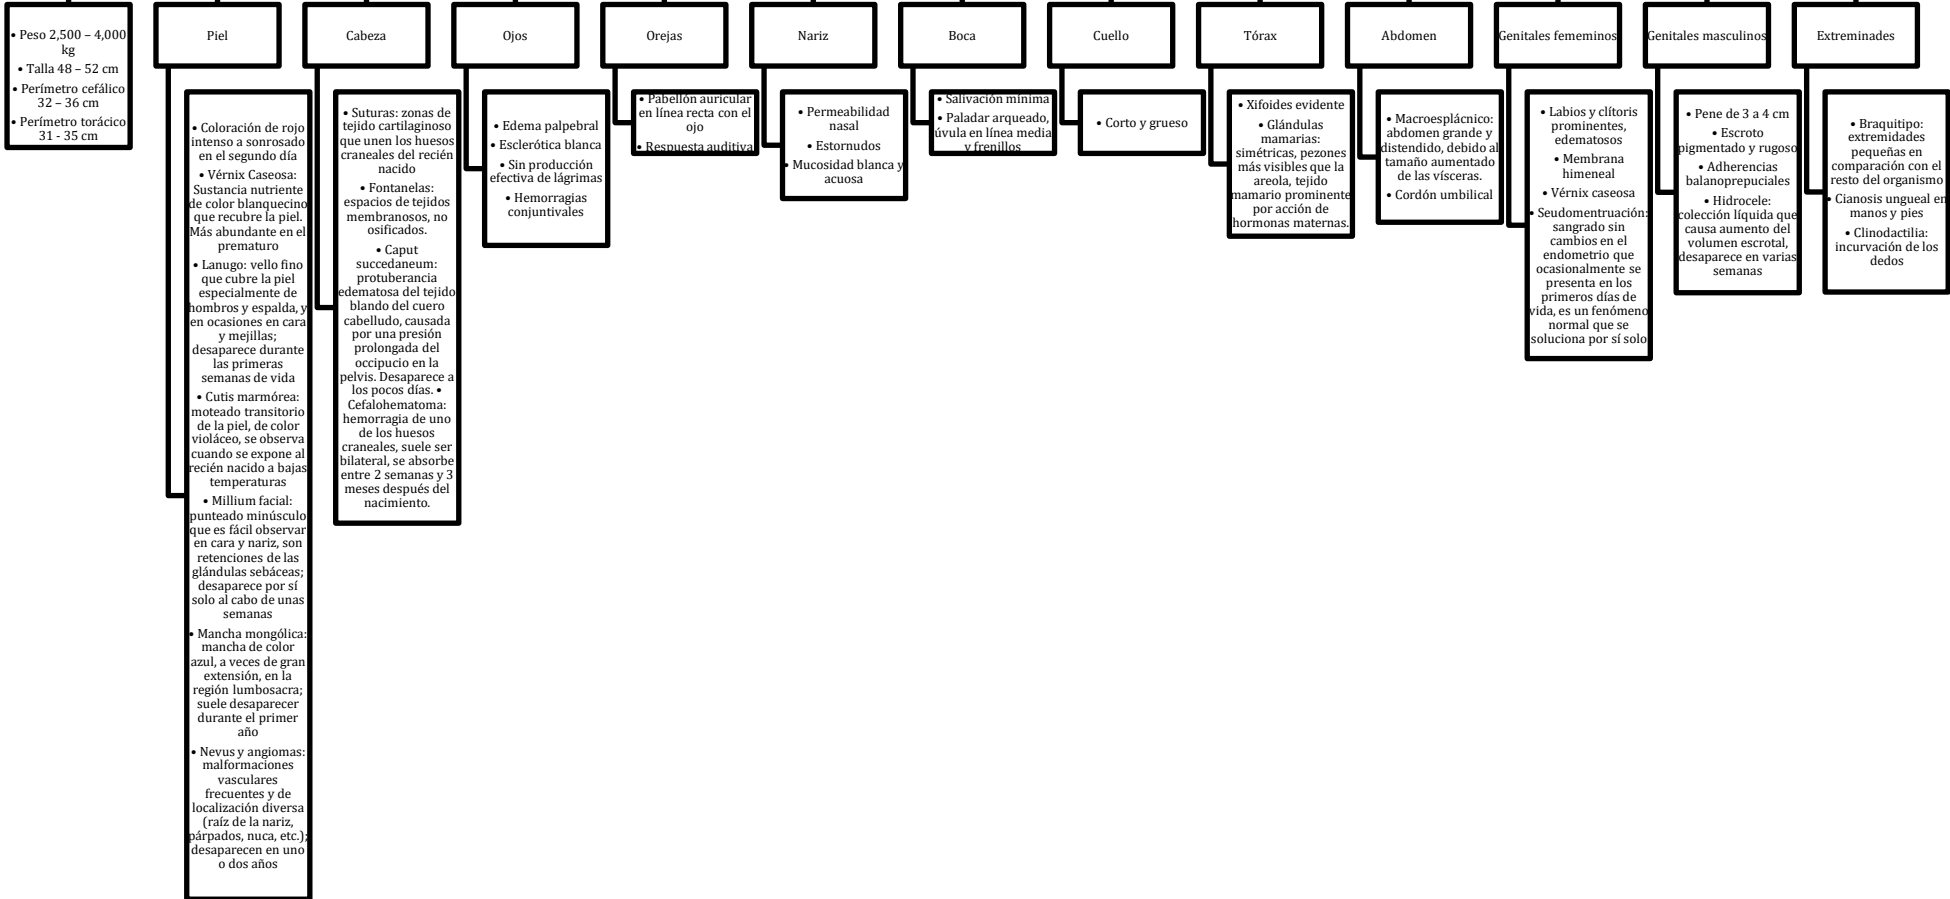 • Peso 2,500 – 4,000
kg
• Talla 48 – 52 cm
• Perímetro cefálico
32 – 36 cm
• Perímetro torácico
31 - 35 cm
Piel
• Coloración de rojo
intenso a sonrosado
en el segundo día
• Vérnix Caseosa:
Sustancia nutriente
de color blanquecino
que recubre la piel.
Más abundante en el
prematuro
• Lanugo: vello fino
que cubre la piel
especialmente de
hombros y espalda, y
en ocasiones en cara
y mejillas;
desaparece durante
las primeras
semanas de vida
• Cutis marmórea:
moteado transitorio
de la piel, de color
violáceo, se observa
cuando se expone al
recién nacido a bajas
temperaturas
• Millium facial:
punteado minúsculo
que es fácil observar
en cara y nariz, son
retenciones de las
glándulas sebáceas;
desaparece por sí
solo al cabo de unas
semanas
• Mancha mongólica:
mancha de color
azul, a veces de gran
extensión, en la
región lumbosacra;
suele desaparecer
durante el primer
año
• Nevus y angiomas:
malformaciones
vasculares
frecuentes y de
localización diversa
(raíz de la nariz,
párpados, nuca, etc.);
desaparecen en uno
o dos años
Cabeza
• Suturas: zonas de
tejido cartilaginoso
que unen los huesos
craneales del recién
nacido
• Fontanelas:
espacios de tejidos
membranosos, no
osificados.
• Caput
succedaneum:
protuberancia
edematosa del tejido
blando del cuero
cabelludo, causada
por una presión
prolongada del
occipucio en la
pelvis. Desaparece a
los pocos días. •
Cefalohematoma:
hemorragia de uno
de los huesos
craneales, suele ser
bilateral, se absorbe
entre 2 semanas y 3
meses después del
nacimiento.
Ojos
• Edema palpebral
• Esclerótica blanca
• Sin producción
efectiva de lágrimas
• Hemorragias
conjuntivales
Orejas
• Pabellón auricular
en línea recta con el
ojo
• Respuesta auditiva
Nariz
• Permeabilidad
nasal
• Estornudos
• Mucosidad blanca y
acuosa
Boca
• Salivación mínima
• Paladar arqueado,
úvula en línea media
y frenillos
Cuello
• Corto y grueso
Tórax
• Xifoides evidente
• Glándulas
mamarias:
simétricas, pezones
más visibles que la
areola, tejido
mamario prominente
por acción de
hormonas maternas.
Abdomen
• Macroesplácnico:
abdomen grande y
distendido, debido al
tamaño aumentado
de las vísceras.
• Cordón umbilical
Genitales fememinos
• Labios y clítoris
prominentes,
edematosos
• Membrana
himeneal
• Vérnix caseosa
• Seudomentruación:
sangrado sin
cambios en el
endometrio que
ocasionalmente se
presenta en los
primeros días de
vida, es un fenómeno
normal que se
soluciona por sí solo
Genitales masculinos
• Pene de 3 a 4 cm
• Escroto
pigmentado y rugoso
• Adherencias
balanoprepuciales
• Hidrocele:
colección líquida que
causa aumento del
volumen escrotal,
desaparece en varias
semanas
Extreminades
• Braquitipo:
extremidades
pequeñas en
comparación con el
resto del organismo
• Cianosis ungueal en
manos y pies
• Clinodactilia:
incurvación de los
dedos